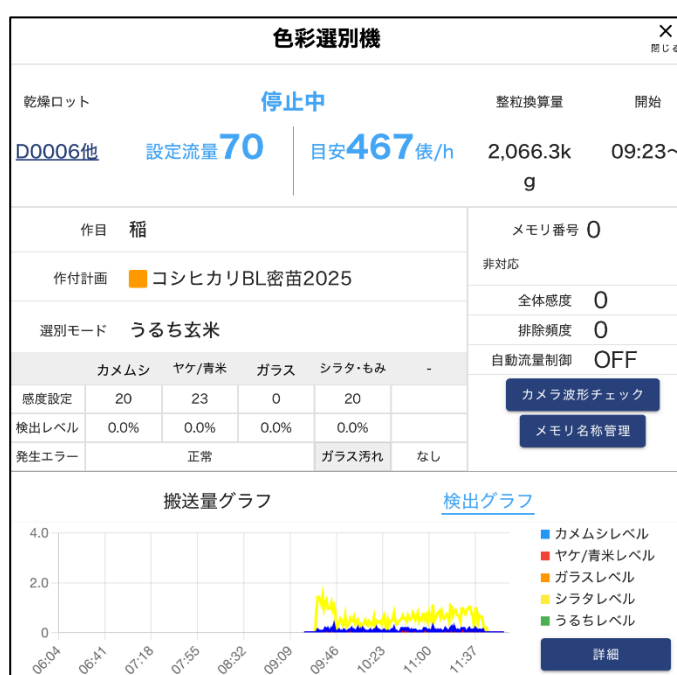 色彩選別機
×
閉じる
乾燥ロット
停止中
整粒換算量
開始
D0006他
設定流量70
目安467俵/h
2,066.3k
g
09:23~
作目 稲
メモリ番号 0
非対応
作付計画 コシヒカリBL密苗2025
全体感度 0
選別モード うるち玄米
排除頻度 0
自動流量制御 OFF
カメムシ ヤケ/青米 ガラス シラタ・もみ -
感度設定 20 23 0 20
検出レベル 0.0% 0.0% 0.0% 0.0%
発生エラー 正常 ガラス汚れ なし
カメラ波形チェック
メモリ名称管理
搬送量グラフ
検出グラフ
4.0
2.0
0
06:04 06:41 07:18 07:55 08:32 09:09 09:46 10:23 11:00 11:37
カメムシレベル
ヤケ/青米レベル
ガラスレベル
シラタレベル
うるちレベル
詳細